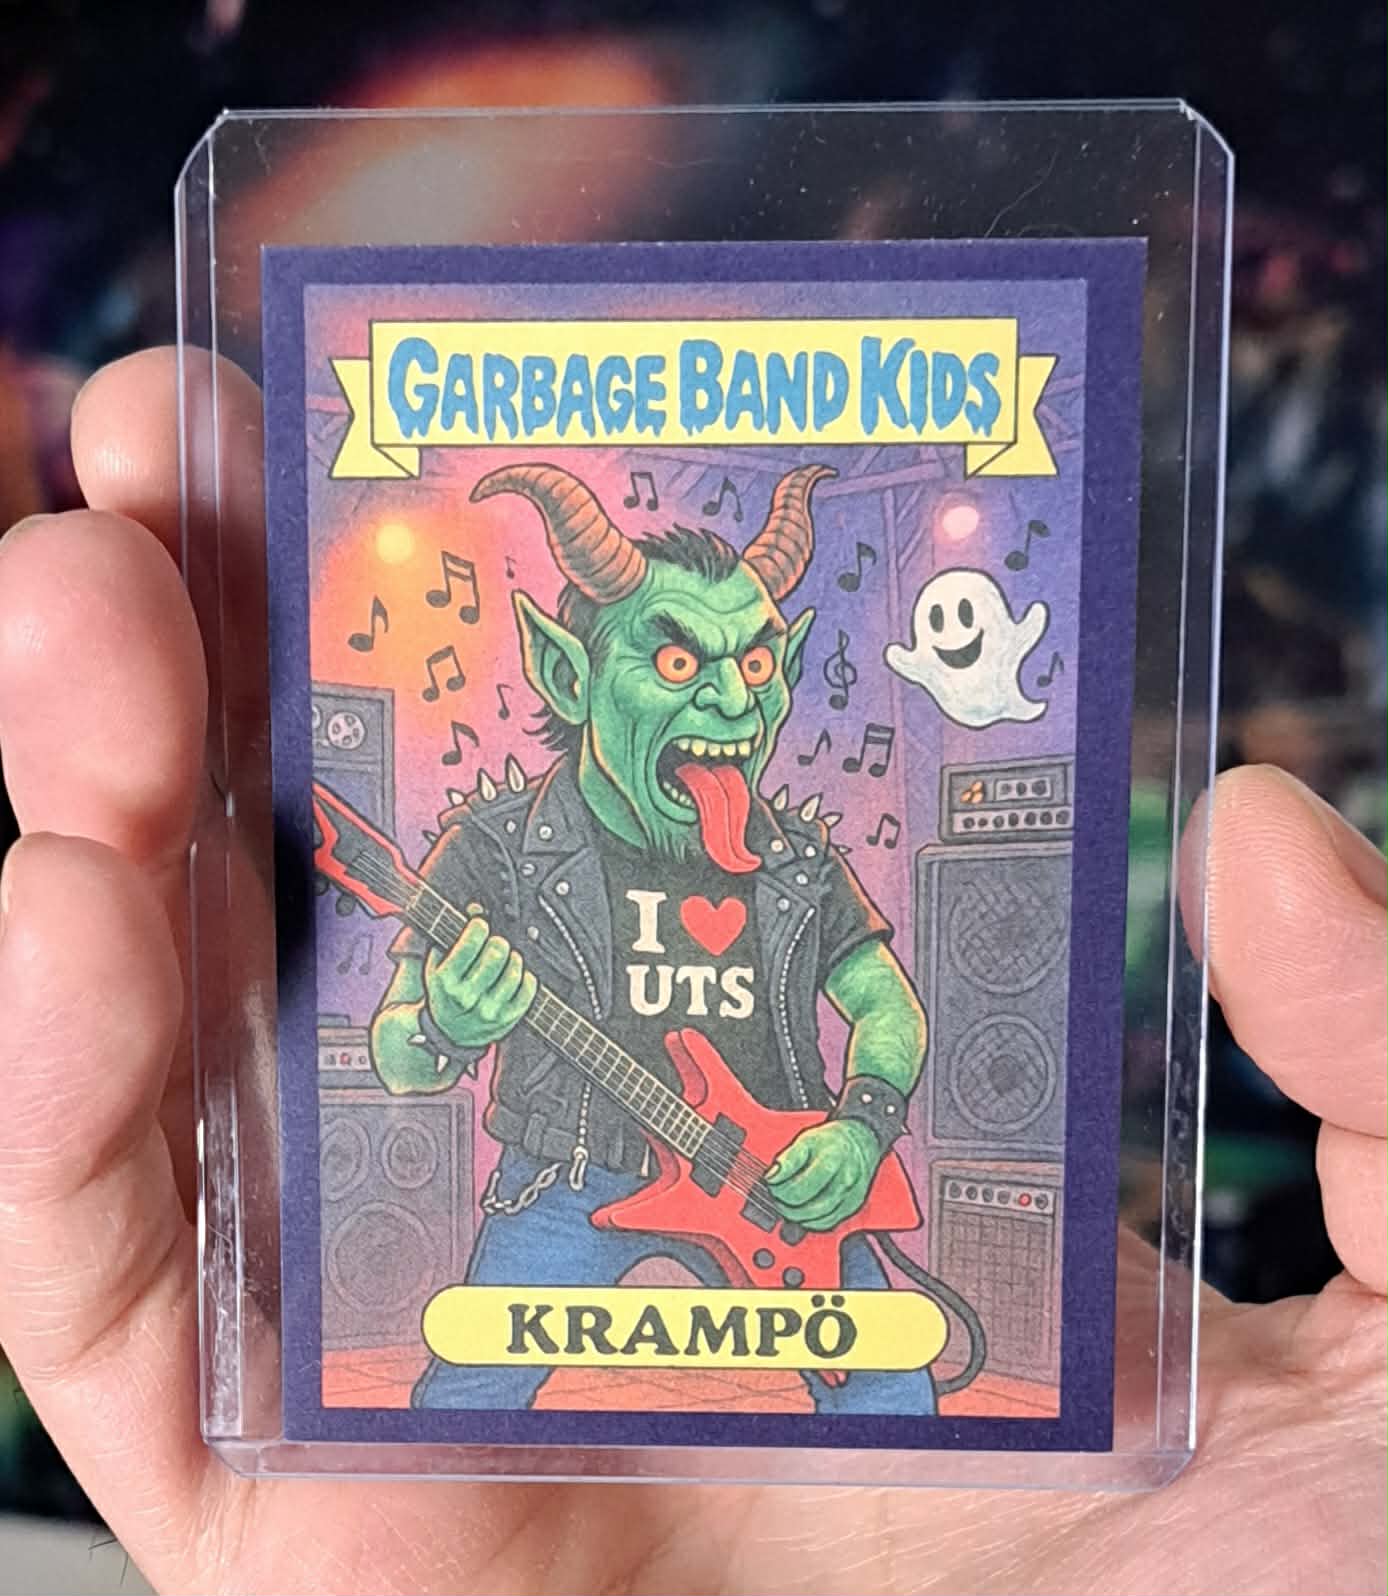 GARBAGE BAND KIDS
I ❤
UTS
KRAMPÖ